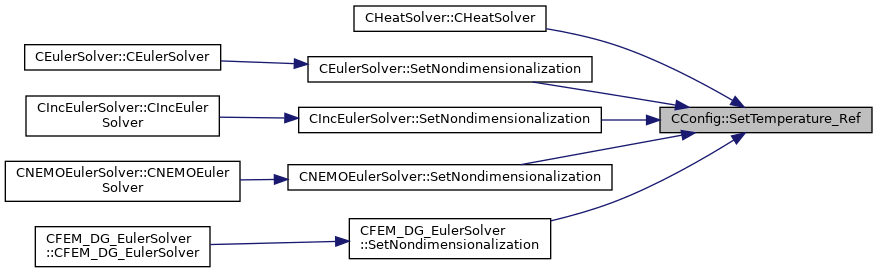 CHeatSolver::CHeatSolver
CEulerSolver::CEulerSolver
CEulerSolver::SetNondimensionalization
CIncEulerSolver::CIncEuler
Solver
CIncEulerSolver::SetNondimensionalization
CConfig::SetTemperature_Ref
CNEMOEulerSolver::CNEMOEuler
Solver
CNEMOEulerSolver::SetNondimensionalization
CFEM_DG_EulerSolver
::CFEM_DG_EulerSolver
CFEM_DG_EulerSolver
::SetNondimensionalization